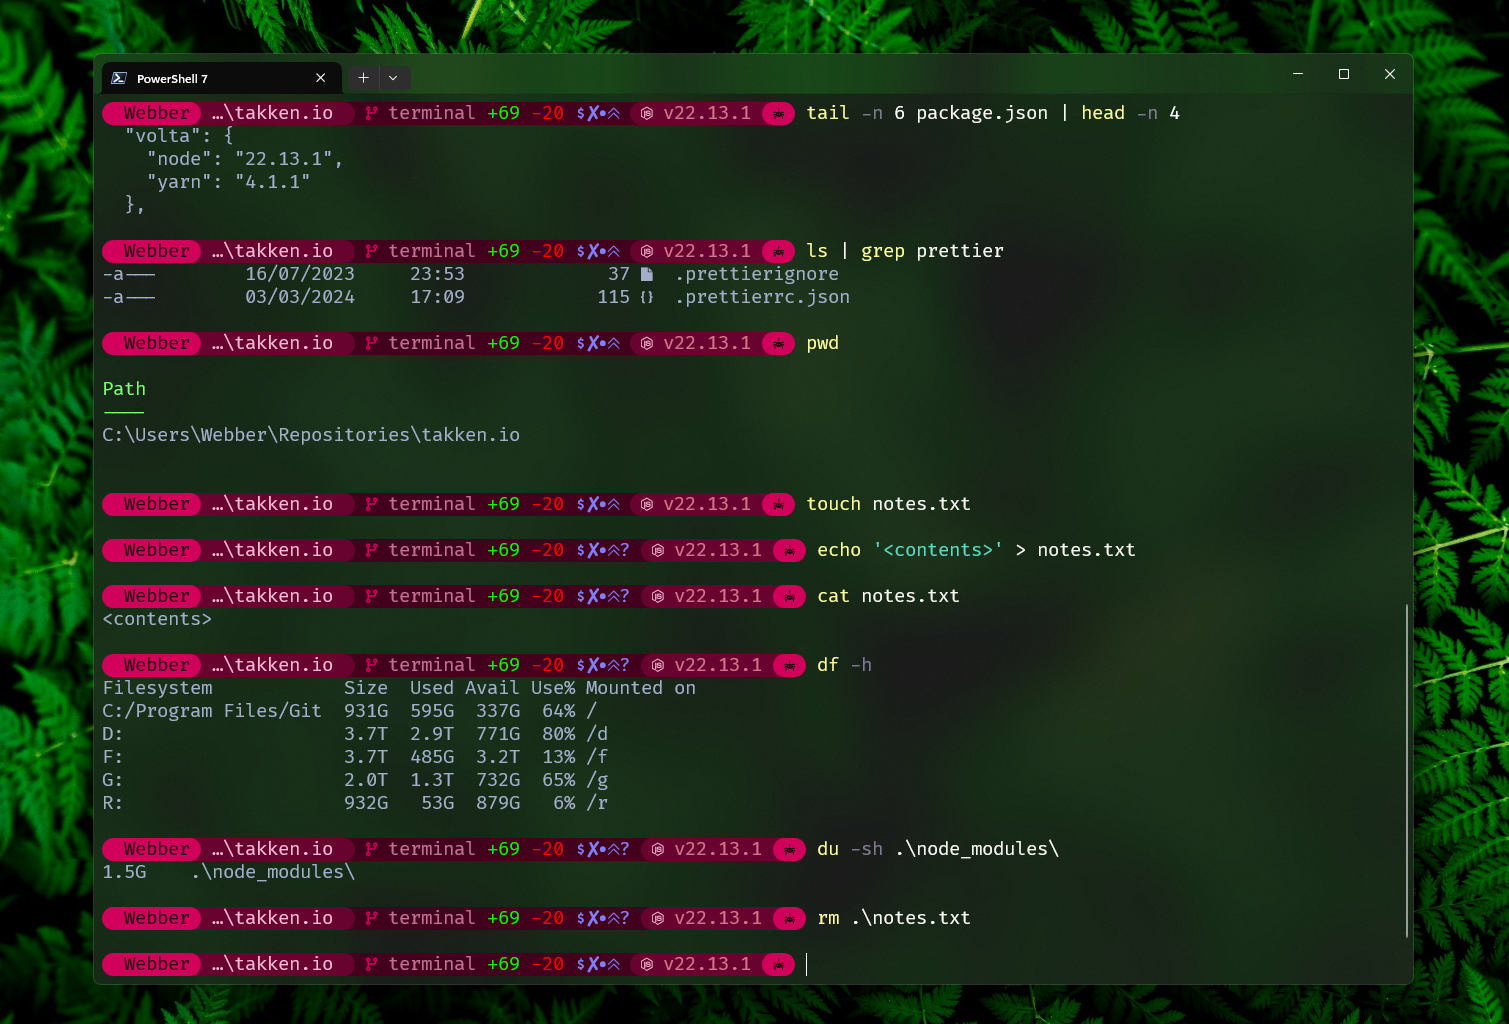 PowerShell 7
Webber …\takken.io terminal +69 -20 $✘•« v22.13.1 tail -n 6 package.json | head -n 4
"volta": {
"node": "22.13.1",
"yarn": "4.1.1"
},
Webber …\takken.io terminal +69 -20 $✘•« v22.13.1 ls | grep prettier
-a--- 16/07/2023 23:53 37 .prettierignore
-a--- 03/03/2024 17:09 115 {} .prettierrc.json
Webber …\takken.io terminal +69 -20 $✘•« v22.13.1 pwd
Path
----
C:\Users\Webber\Repositories\takken.io
Webber …\takken.io terminal +69 -20 $✘•« v22.13.1 touch notes.txt
Webber …\takken.io terminal +69 -20 $✘•«? v22.13.1 echo '<contents>' > notes.txt
Webber …\takken.io terminal +69 -20 $✘•«? v22.13.1 cat notes.txt
<contents>
Webber …\takken.io terminal +69 -20 $✘•«? v22.13.1 df -h
Filesystem Size Used Avail Use% Mounted on
C:/Program Files/Git 931G 595G 337G 64% /
D: 3.7T 2.9T 771G 80% /d
F: 3.7T 485G 3.2T 13% /f
G: 2.0T 1.3T 732G 65% /g
R: 932G 53G 879G 6% /r
Webber …\takken.io terminal +69 -20 $✘•«? v22.13.1 du -sh .\node_modules\
1.5G .\node_modules\
Webber …\takken.io terminal +69 -20 $✘•«? v22.13.1 rm .\notes.txt
Webber …\takken.io terminal +69 -20 $✘•« v22.13.1